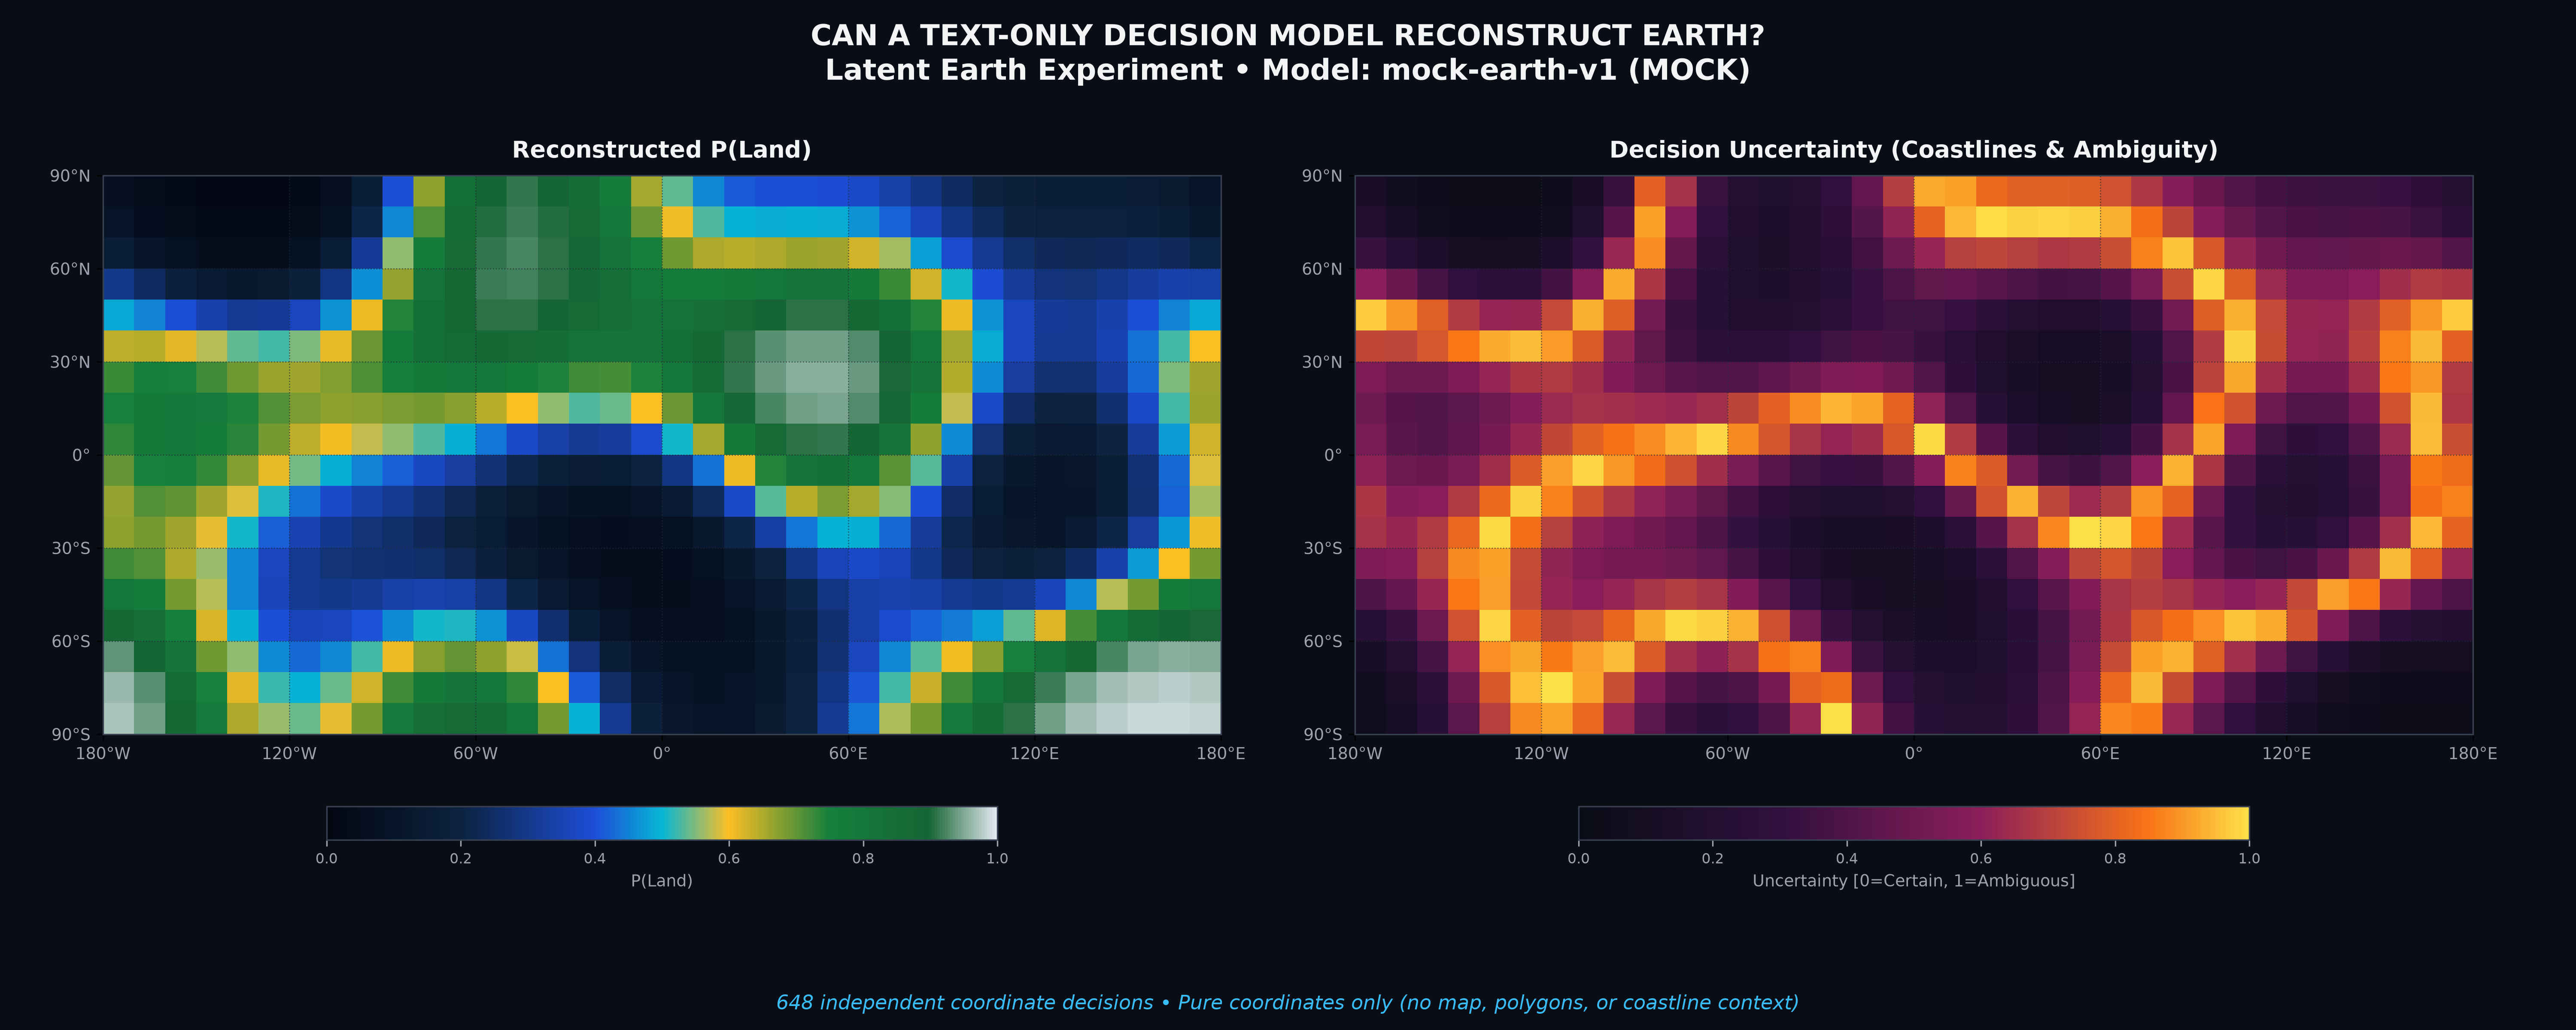 CAN A TEXT-ONLY DECISION MODEL RECONSTRUCT EARTH?
Latent Earth Experiment • Model: mock-earth-v1 (MOCK)
Reconstructed P(Land)
90°N
60°N
30°N
0°
30°S
60°S
90°S
180°W 120°W 60°W 0° 60°E 120°E 180°E
0.0 0.2 0.4 0.6 0.8 1.0
P(Land)
Decision Uncertainty (Coastlines & Ambiguity)
90°N
60°N
30°N
0°
30°S
60°S
90°S
180°W 120°W 60°W 0° 60°E 120°E 180°E
0.0 0.2 0.4 0.6 0.8 1.0
Uncertainty [0=Certain, 1=Ambiguous]
648 independent coordinate decisions • Pure coordinates only (no map, polygons, or coastline context)